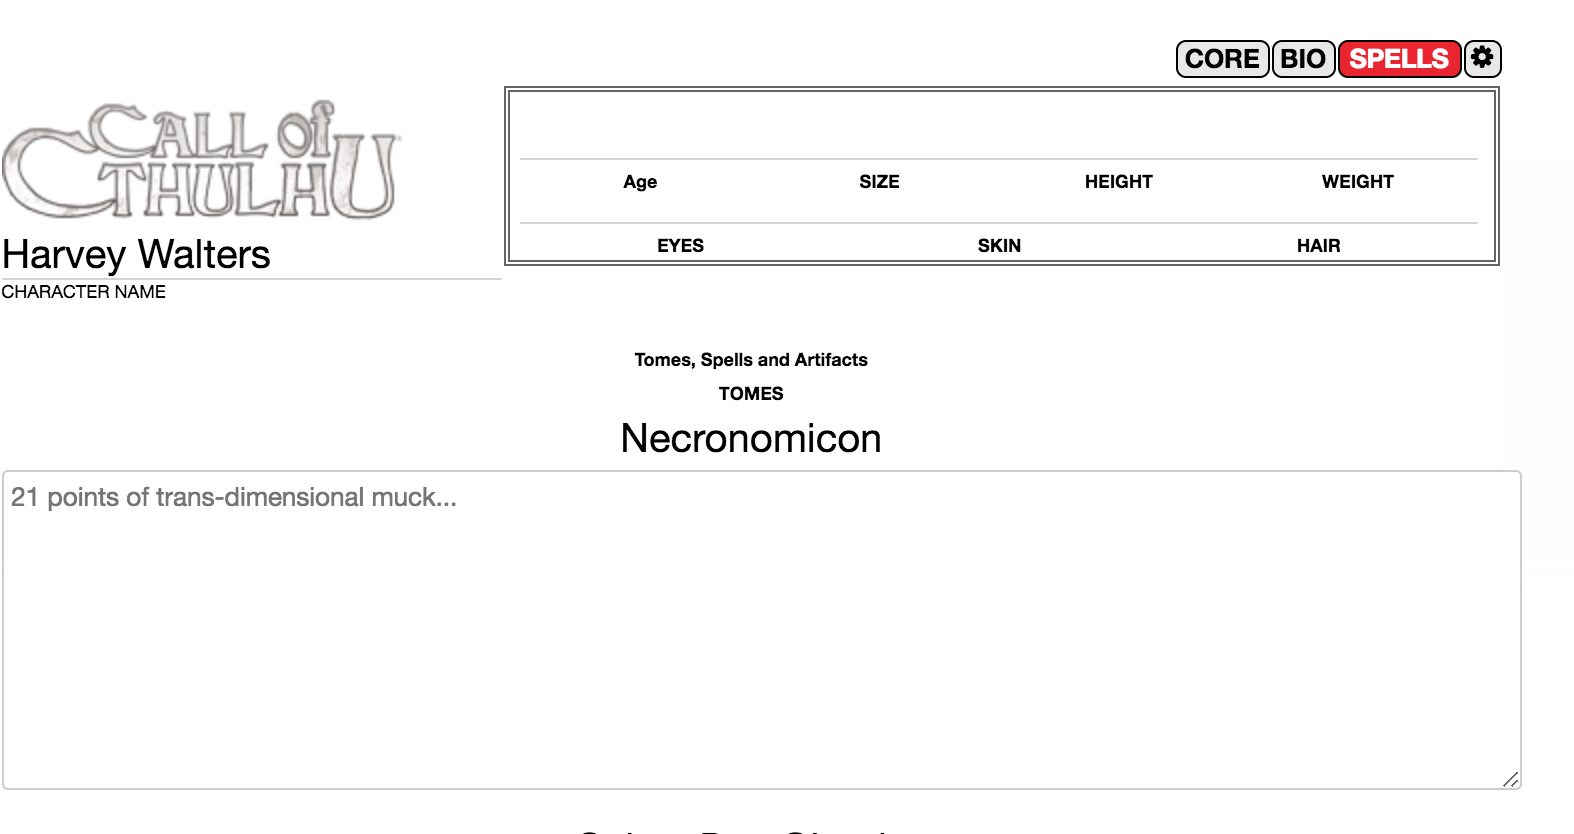 CORE BIO SPELLS
CALL of
CTHULHU
Harvey Walters
CHARACTER NAME
Age SIZE HEIGHT WEIGHT
EYES SKIN HAIR
Tomes, Spells and Artifacts
TOMES
Necronomicon
21 points of trans-dimensional muck...